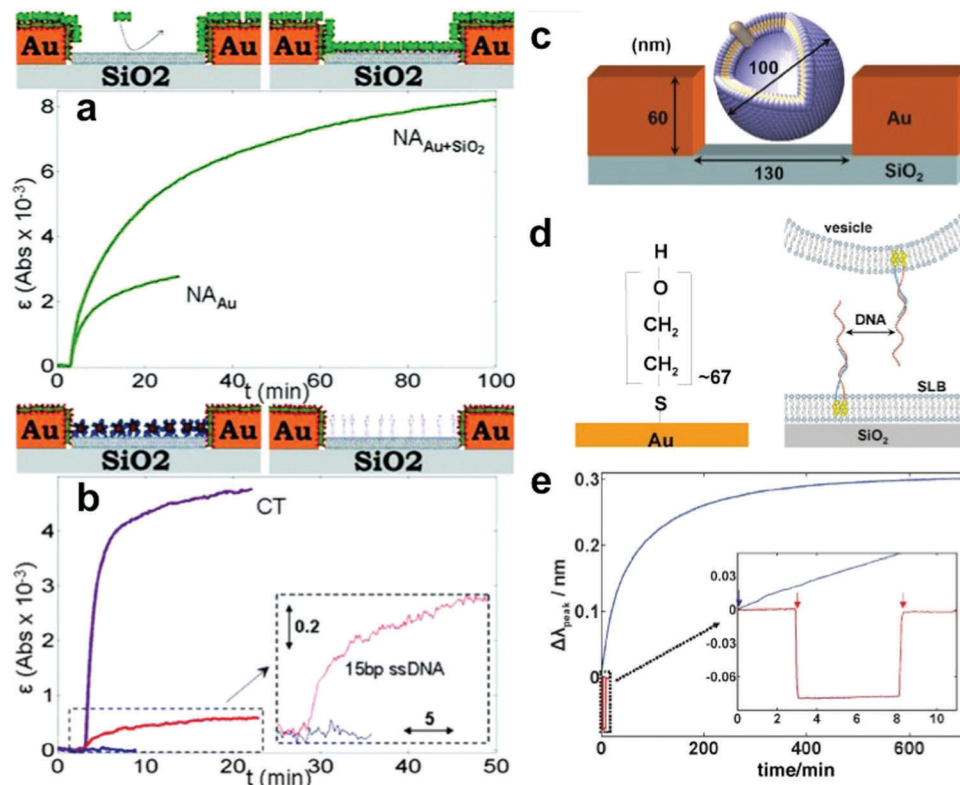 Au
Au
Au
Au
SiO2
SiO2
a
8
6
4
2
0
ε (Abs x 10-3)
NAAu+SiO2
NAAu
0
20
40
60
80
100
t (min)
Au
Au
Au
Au
SiO2
SiO2
b
4
3
2
1
0
ε (Abs x 10-3)
CT
0.2
15bp ssDNA
5
0
10
20
30
40
50
t (min)
c
(nm)
100
60
Au
130
SiO2
d
H
O
CH2
CH2
~67
S
Au
vesicle
DNA
SLB
SiO2
e
0.3
0.2
0.1
0
Δλpeak / nm
0.03
0
-0.03
-0.06
0
2
4
6
8
10
0
200
400
600
time/min